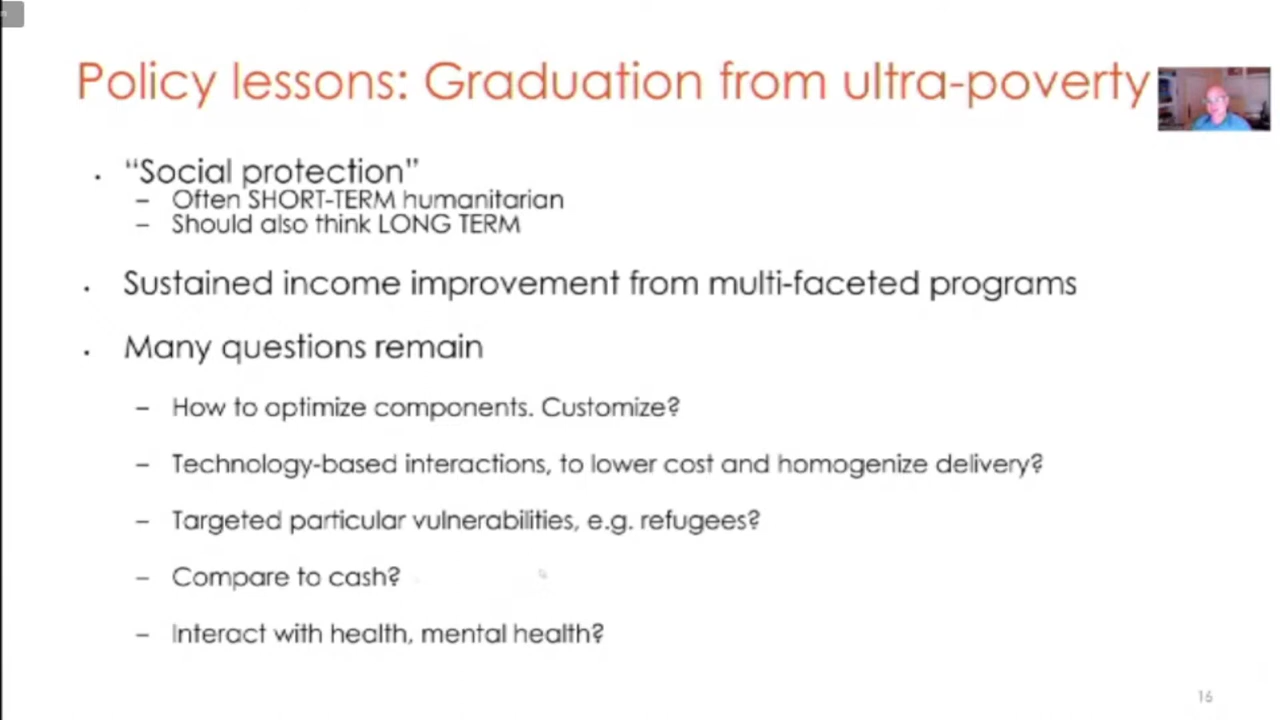 Policy lessons: Graduation from ultra-poverty
• “Social protection”
– Often SHORT-TERM humanitarian
– Should also think LONG TERM
• Sustained income improvement from multi-faceted programs
• Many questions remain
– How to optimize components. Customize?
– Technology-based interactions, to lower cost and homogenize delivery?
– Targeted particular vulnerabilities, e.g. refugees?
– Compare to cash?
– Interact with health, mental health?
16